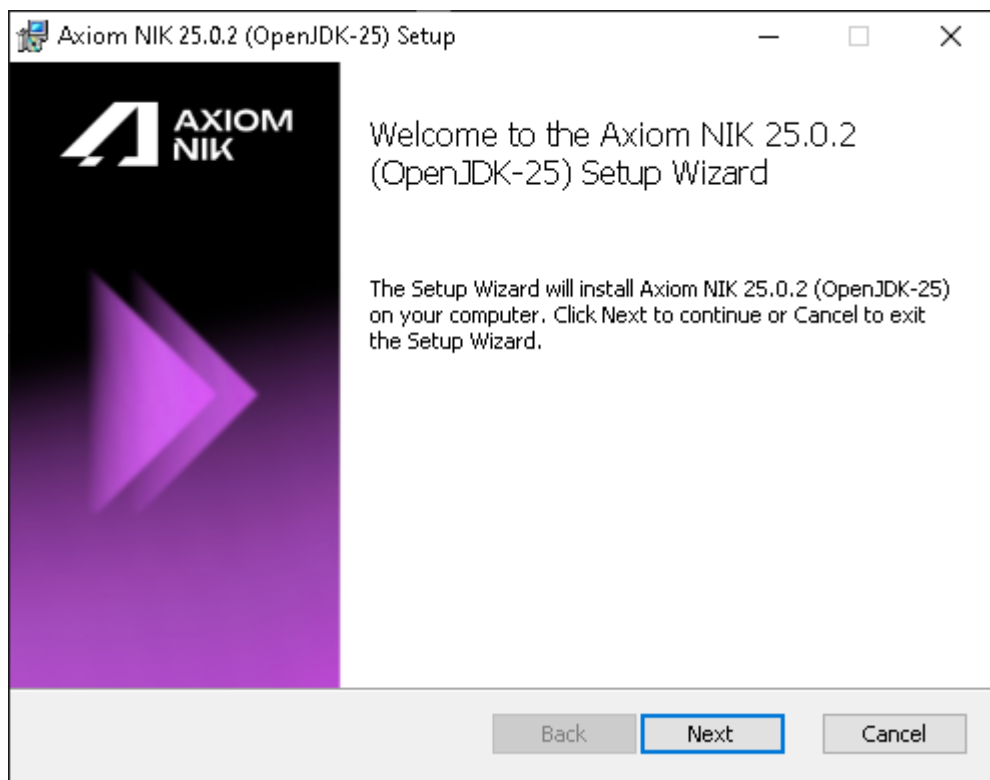 Axiom NIK 25.0.2 (OpenJDK-25) Setup
AXIOM
NIK
Welcome to the Axiom NIK 25.0.2
(OpenJDK-25) Setup Wizard
The Setup Wizard will install Axiom NIK 25.0.2 (OpenJDK-25)
on your computer. Click Next to continue or Cancel to exit
the Setup Wizard.
Back
Next
Cancel